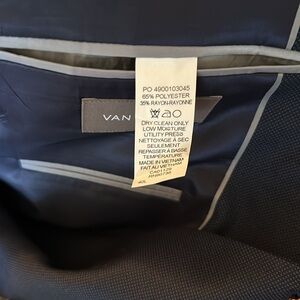 PO 4900103045
65% POLYESTER
35% RAYON-RAYONNE
DRY CLEAN ONLY
LOW MOISTURE
UTILITY PRESS
NETTOYAGE À SEC
SEULEMENT
REPASSER À BASSE
TEMPÉRATURE
MADE IN VIETNAM
FAIT AU VIETNAM
VAN